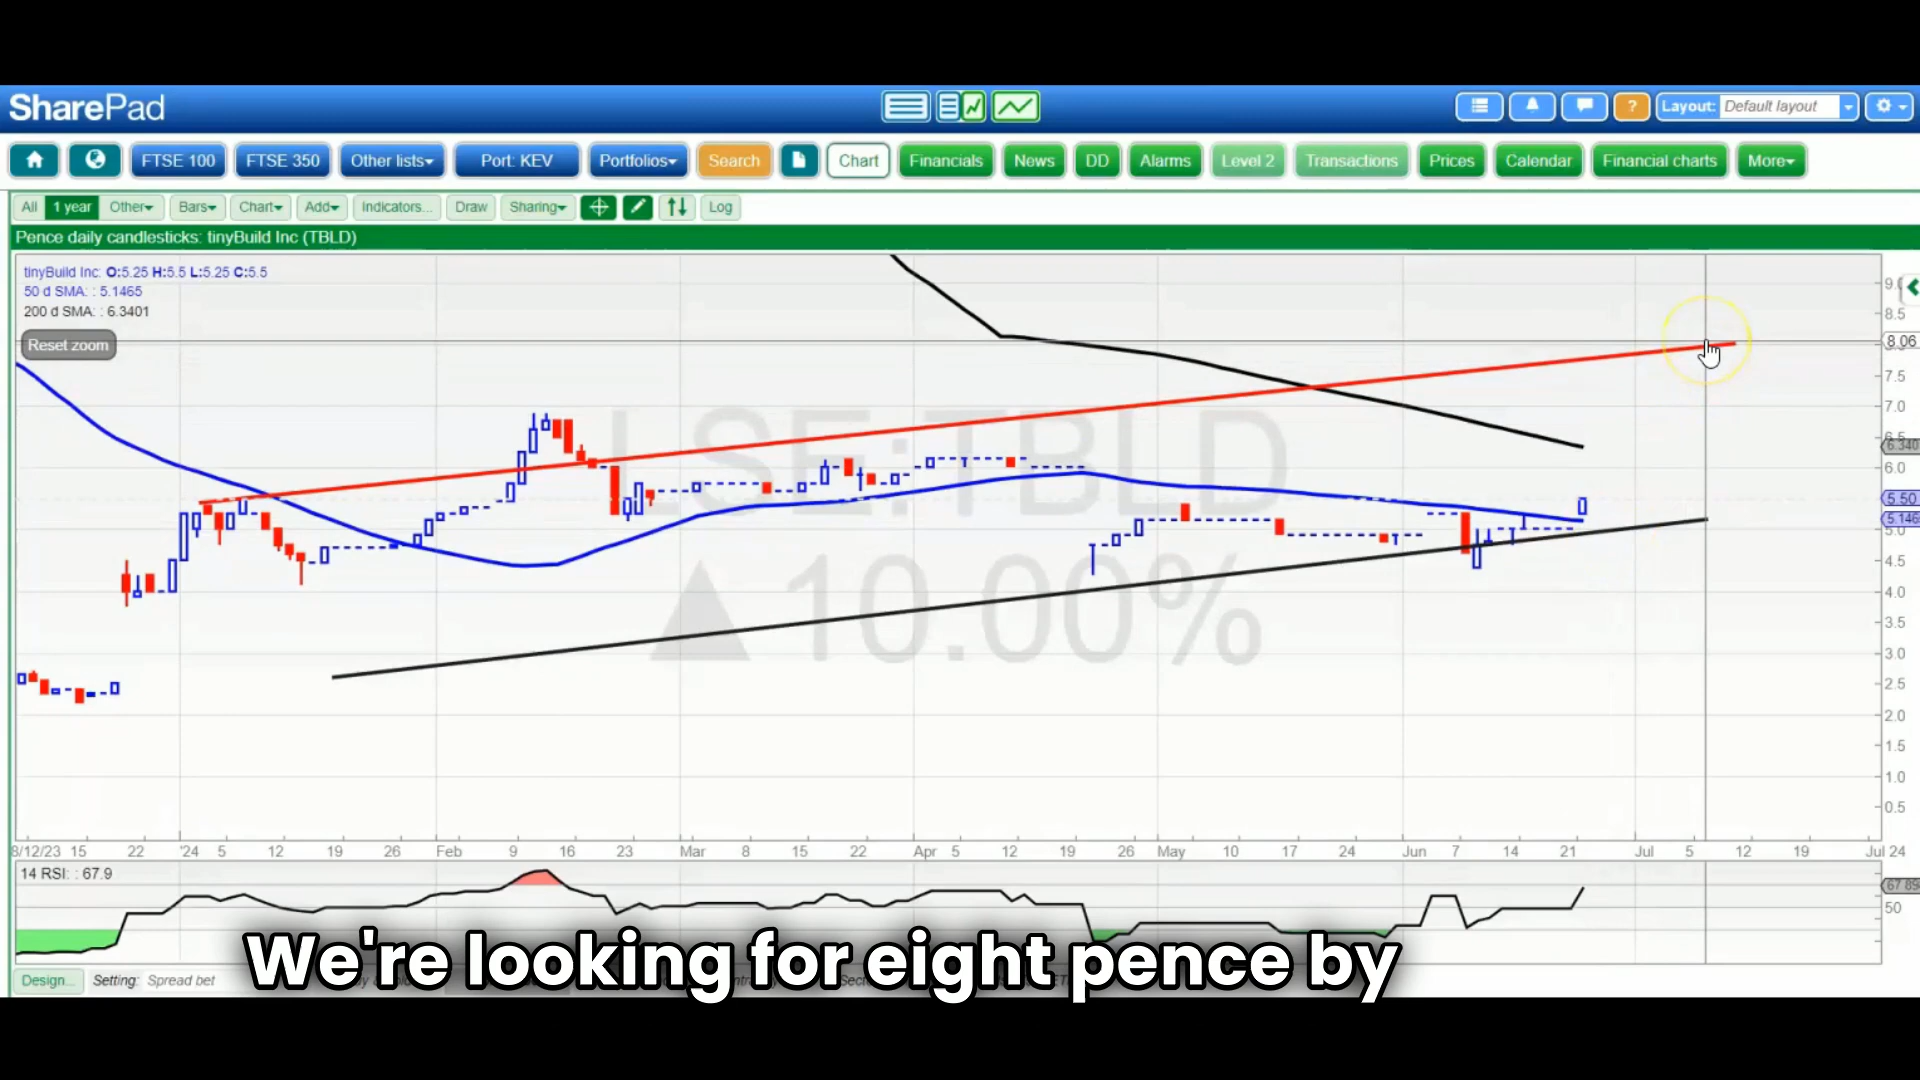 SharePad
? Layout: Default layout
FTSE 100 FTSE 350 Other lists Port: KEV Portfolios Search Chart Financials News DD Alarms Level 2 Transactions Prices Calendar Financial charts More
All 1 year Other Bars Chart Add Indicators... Draw Sharing Log
Pence daily candlesticks: tinyBuild Inc (TBLD)
tinyBuild Inc: O:5.25 H:5.5 L:5.25 C:5.5
50 d SMA: : 5.1465
200 d SMA: : 6.3401
Reset zoom
LSE:TBLD
▲10.00%
8.5
8.06
7.5
7.0
6.340
6.0
5.50
5.146
5.0
4.5
4.0
3.5
3.0
2.5
2.0
1.5
1.0
0.5
8/12/23 15 22 '24 5 12 19 26 Feb 9 16 23 Mar 8 15 22 Apr 5 12 19 26 May 10 17 24 Jun 7 14 21 Jul 5 12 19 Jul 24
14 RSI: : 67.9
67.89
50
We're looking for eight pence by
Design... Setting: Spread bet